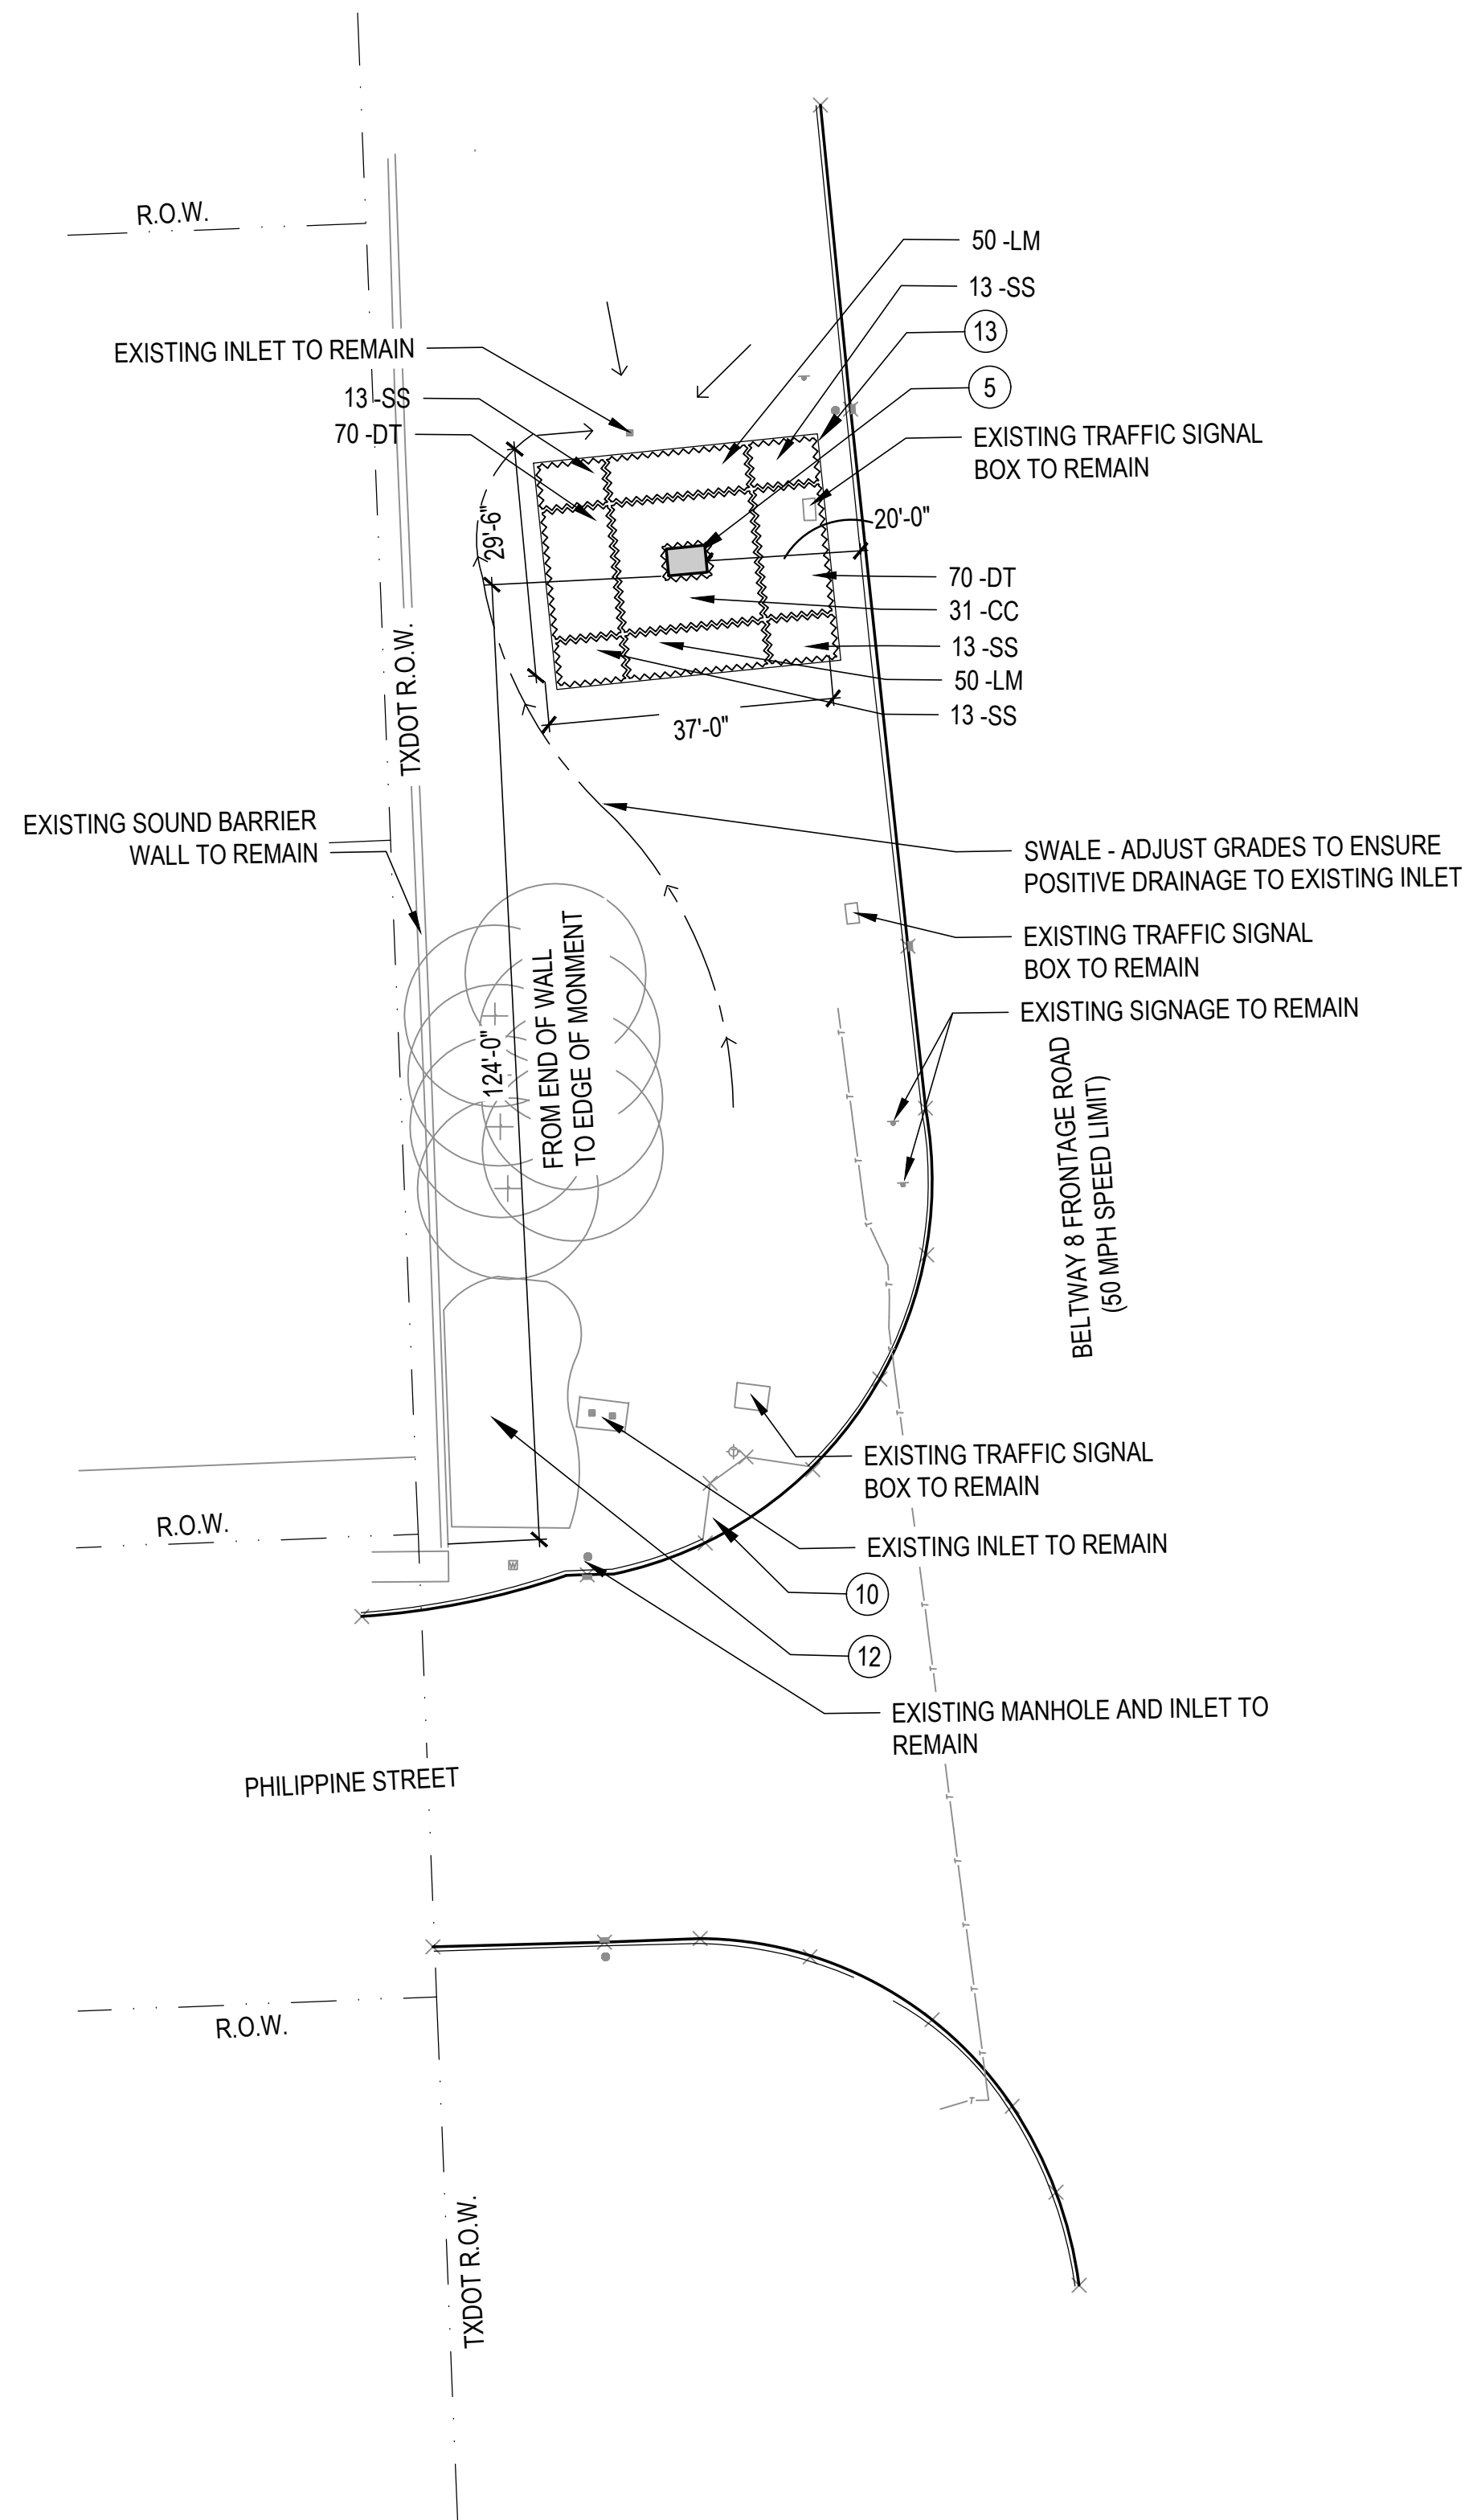 R.O.W.
50 -LM
13 -SS
13
EXISTING INLET TO REMAIN
5
13 -SS
70 -DT
EXISTING TRAFFIC SIGNAL
BOX TO REMAIN
29'-6"
20'-0"
70 -DT
31 -CC
13 -SS
50 -LM
13 -SS
37'-0"
TXDOT R.O.W.
EXISTING SOUND BARRIER
WALL TO REMAIN
SWALE - ADJUST GRADES TO ENSURE
POSITIVE DRAINAGE TO EXISTING INLET
EXISTING TRAFFIC SIGNAL
BOX TO REMAIN
EXISTING SIGNAGE TO REMAIN
124'-0"
FROM END OF WALL
TO EDGE OF MONMENT
BELTWAY 8 FRONTAGE ROAD
(50 MPH SPEED LIMIT)
T
T
T
T
T
T
T
EXISTING TRAFFIC SIGNAL
BOX TO REMAIN
R.O.W.
EXISTING INLET TO REMAIN
W
10
12
T
T
EXISTING MANHOLE AND INLET TO
REMAIN
PHILIPPINE STREET
T
T
T
T
T
T
R.O.W.
TXDOT R.O.W.